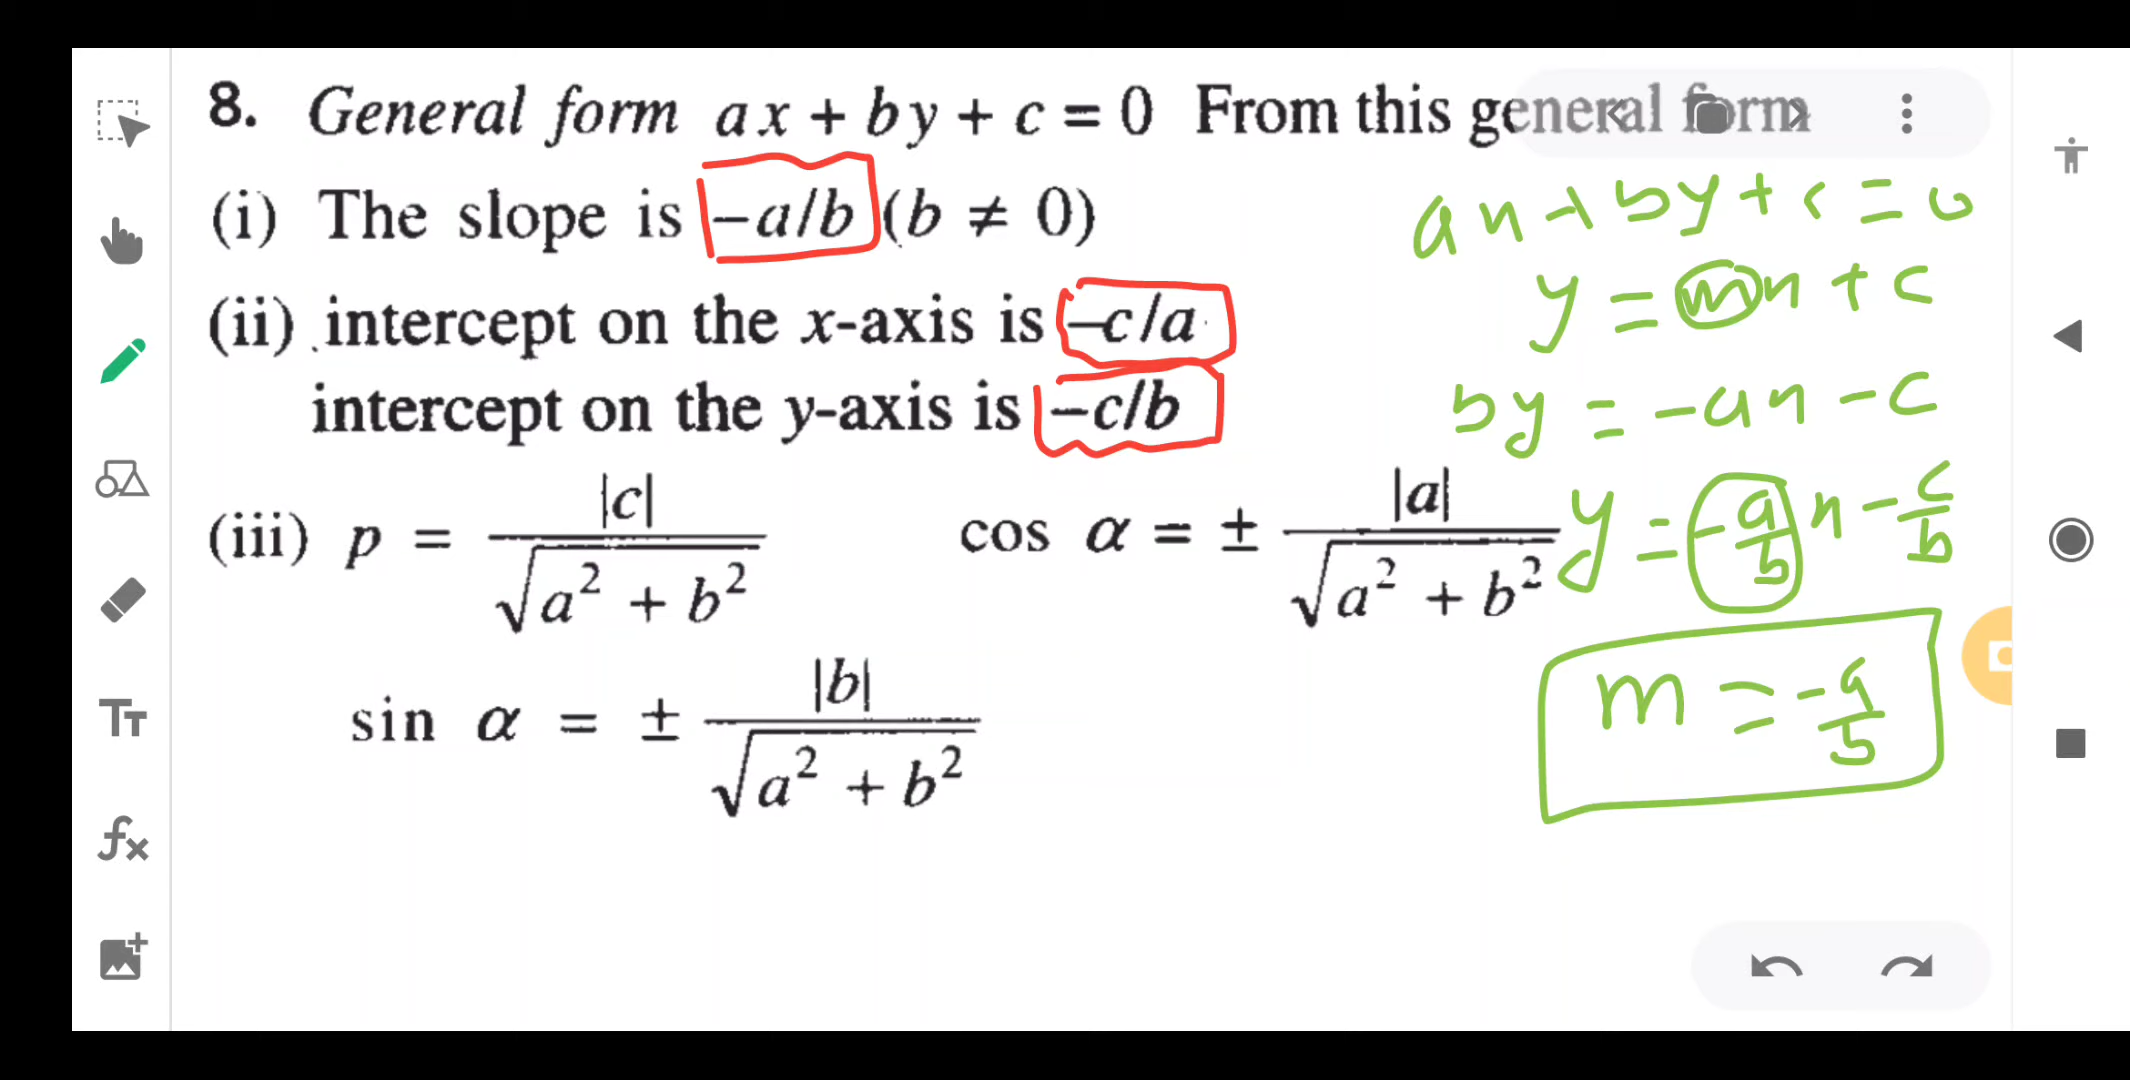 8. General form ax + by + c = 0 From this general form
(i) The slope is -a/b (b ≠ 0)
(ii) intercept on the x-axis is -c/a
intercept on the y-axis is -c/b
(iii) p = |c| / √(a² + b²) cos α = ± |a| / √(a² + b²)
sin α = ± |b| / √(a² + b²)
ax + by + c = 0
y = mx + c
by = -ax - c
y = -a/b x - c/b
m = -a/b
Tт
fx